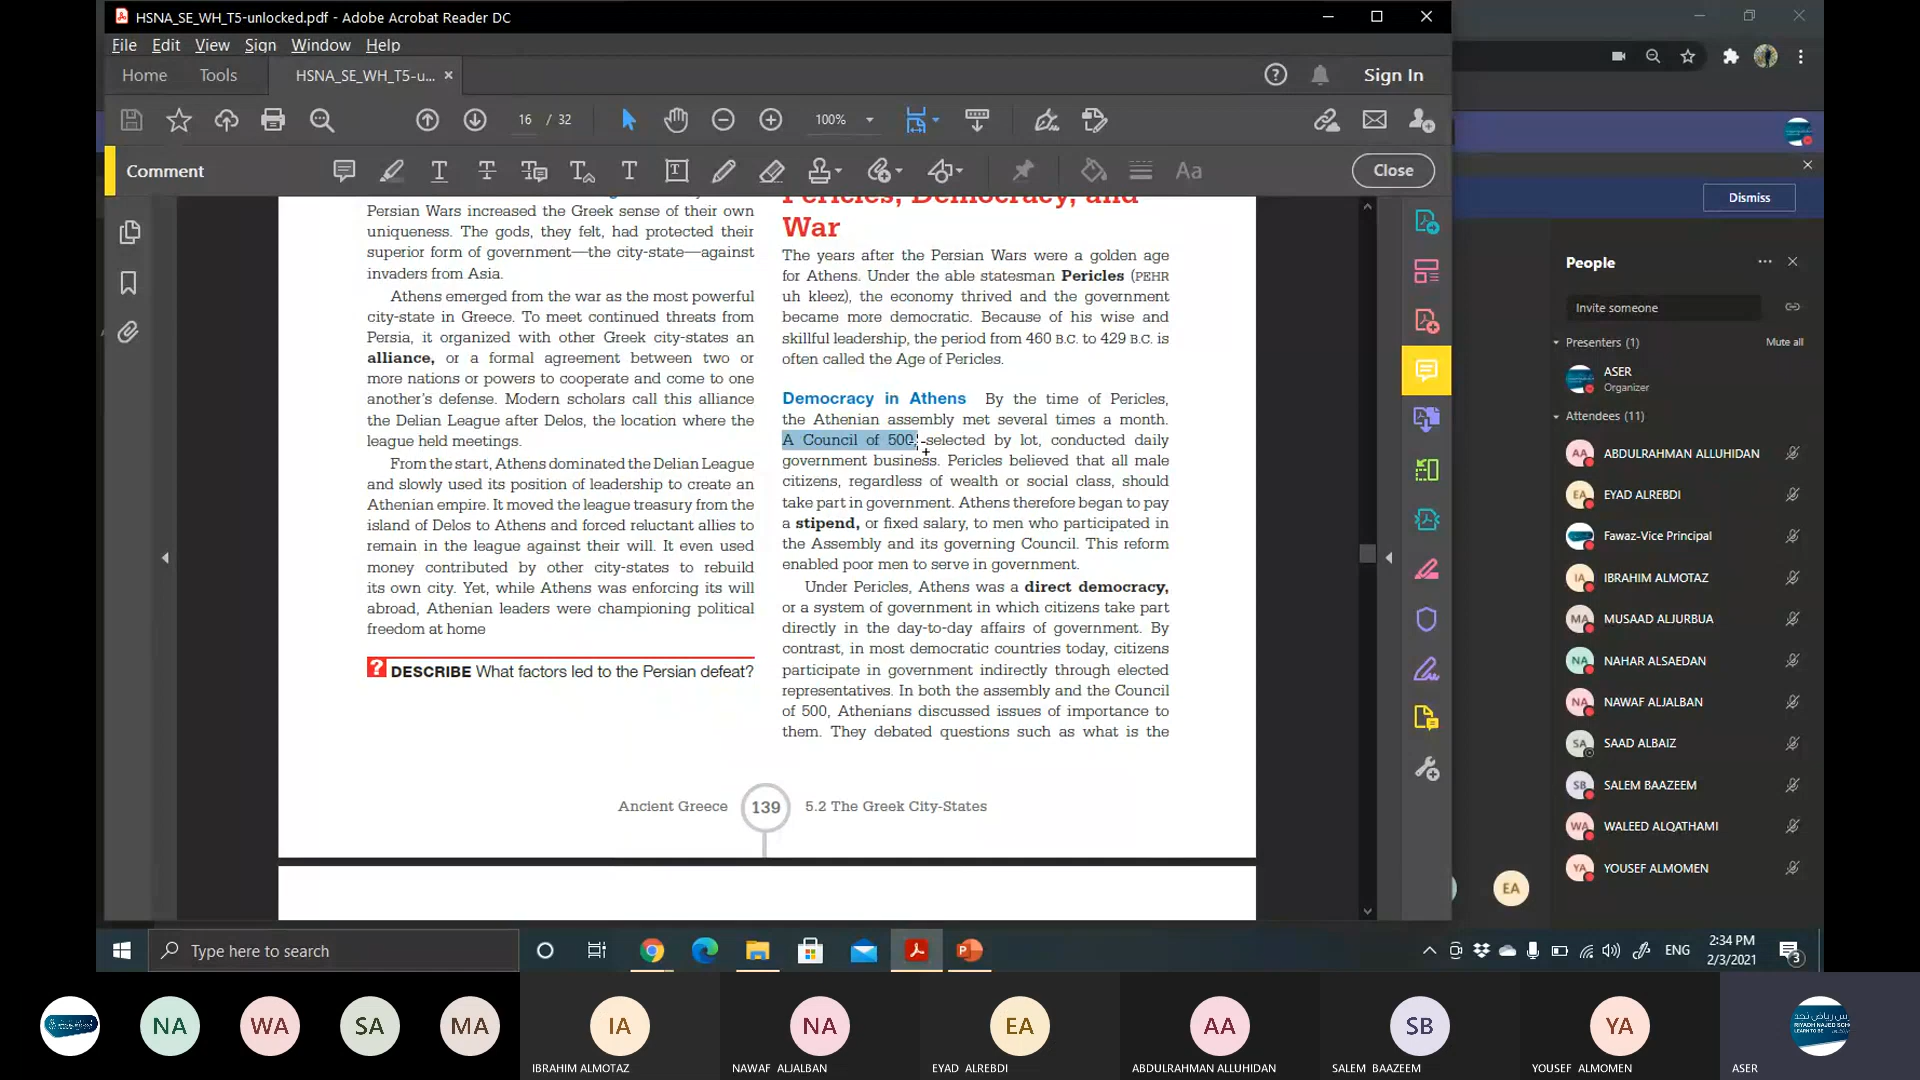 HSNA_SE_WH_T5-unlocked.pdf - Adobe Acrobat Reader DC
File Edit View Sign Window Help
Home Tools HSNA_SE_WH_T5-u... × Sign In
16 / 32 100%
Comment Close
Persian Wars increased the Greek sense of their own
uniqueness. The gods, they felt, had protected their
superior form of government—the city-state—against
invaders from Asia.
Athens emerged from the war as the most powerful
city-state in Greece. To meet continued threats from
Persia, it organized with other Greek city-states an
alliance, or a formal agreement between two or
more nations or powers to cooperate and come to one
another's defense. Modern scholars call this alliance
the Delian League after Delos, the location where the
league held meetings.
From the start, Athens dominated the Delian League
and slowly used its position of leadership to create an
Athenian empire. It moved the league treasury from the
island of Delos to Athens and forced reluctant allies to
remain in the league against their will. It even used
money contributed by other city-states to rebuild
its own city. Yet, while Athens was enforcing its will
abroad, Athenian leaders were championing political
freedom at home
? DESCRIBE What factors led to the Persian defeat?
Pericles, Democracy, and
War
The years after the Persian Wars were a golden age
for Athens. Under the able statesman Pericles (PEHR
uh kleez), the economy thrived and the government
became more democratic. Because of his wise and
skillful leadership, the period from 460 B.C. to 429 B.C. is
often called the Age of Pericles.
Democracy in Athens By the time of Pericles,
the Athenian assembly met several times a month.
A Council of 500, selected by lot, conducted daily
government business. Pericles believed that all male
citizens, regardless of wealth or social class, should
take part in government. Athens therefore began to pay
a stipend, or fixed salary, to men who participated in
the Assembly and its governing Council. This reform
enabled poor men to serve in government.
Under Pericles, Athens was a direct democracy,
or a system of government in which citizens take part
directly in the day-to-day affairs of government. By
contrast, in most democratic countries today, citizens
participate in government indirectly through elected
representatives. In both the assembly and the Council
of 500, Athenians discussed issues of importance to
them. They debated questions such as what is the
Ancient Greece 139 5.2 The Greek City-States
Dismiss
People
Invite someone
Presenters (1) Mute all
ASER
Organizer
Attendees (11)
AA ABDULRAHMAN ALLUHIDAN
EA EYAD ALREBDI
Fawaz-Vice Principal
IA IBRAHIM ALMOTAZ
MA MUSAAD ALJURBUA
NA NAHAR ALSAEDAN
NA NAWAF ALJALBAN
SA SAAD ALBAIZ
SB SALEM BAAZEEM
WA WALEED ALQATHAMI
YA YOUSEF ALMOMEN
EA
Type here to search
ENG
2:34 PM
2/3/2021
3
NA WA SA MA IA NA EA AA SB YA
IBRAHIM ALMOTAZ NAWAF ALJALBAN EYAD ALREBDI ABDULRAHMAN ALLUHIDAN SALEM BAAZEEM YOUSEF ALMOMEN ASER